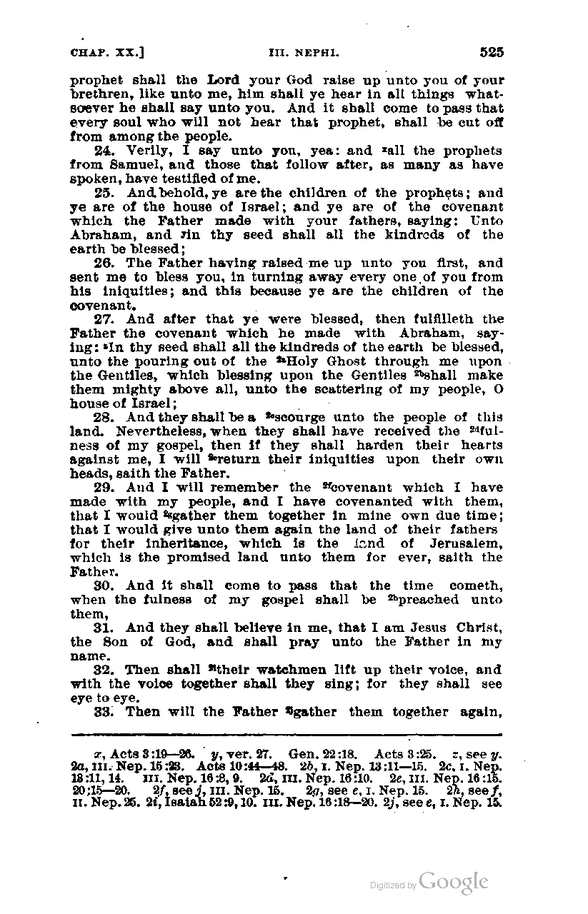 CHAP. XX.] III. NEPHI. 525
prophet shall the Lord your God raise up unto you of your
brethren, like unto me, him shall ye hear in all things what-
soever he shall say unto you. And it shall come to pass that
every soul who will not hear that prophet, shall be cut off
from among the people.
24. Verily, I say unto you, yea: and ᶻall the prophets
from Samuel, and those that follow after, as many as have
spoken, have testified of me.
25. And behold, ye are the children of the prophets; and
ye are of the house of Israel; and ye are of the covenant
which the Father made with your fathers, saying: Unto
Abraham, and ʸin thy seed shall all the kindreds of the
earth be blessed;
26. The Father having raised me up unto you first, and
sent me to bless you, in turning away every one of you from
his iniquities; and this because ye are the children of the
covenant.
27. And after that ye were blessed, then fulfilleth the
Father the covenant which he made with Abraham, say-
ing: ᶻIn thy seed shall all the kindreds of the earth be blessed,
unto the pouring out of the ²ᵃHoly Ghost through me upon
the Gentiles, which blessing upon the Gentiles ²ᵇshall make
them mighty above all, unto the scattering of my people, O
house of Israel;
28. And they shall be a ²ᶜscourge unto the people of this
land. Nevertheless, when they shall have received the ²ᵈful-
ness of my gospel, then if they shall harden their hearts
against me, I will ²ᵉreturn their iniquities upon their own
heads, saith the Father.
29. And I will remember the ²ᶠcovenant which I have
made with my people, and I have covenanted with them,
that I would ²ᵍgather them together in mine own due time;
that I would give unto them again the land of their fathers
for their inheritance, which is the land of Jerusalem,
which is the promised land unto them for ever, saith the
Father.
30. And it shall come to pass that the time cometh,
when the fulness of my gospel shall be ²ʰpreached unto
them,
31. And they shall believe in me, that I am Jesus Christ,
the Son of God, and shall pray unto the Father in my
name.
32. Then shall ²ⁱtheir watchmen lift up their voice, and
with the voice together shall they sing; for they shall see
eye to eye.
33. Then will the Father ²ʲgather them together again,
x, Acts 3:19—26. y, ver. 27. Gen. 22:18. Acts 3:25. z, see y.
2a, III. Nep. 15:23. Acts 10:44—48. 2b, I. Nep. 13:11—15. 2c, I. Nep.
13:11, 14. III. Nep. 16:8, 9. 2d, III. Nep. 16:10. 2e, III. Nep. 16:15.
20:15—20. 2f, see j, III. Nep. 15. 2g, see e, I. Nep. 15. 2h, see f,
II. Nep. 25. 2i, Isaiah 52:9, 10. III. Nep. 16:18—20. 2j, see e, I. Nep. 15.
Digitized by Google